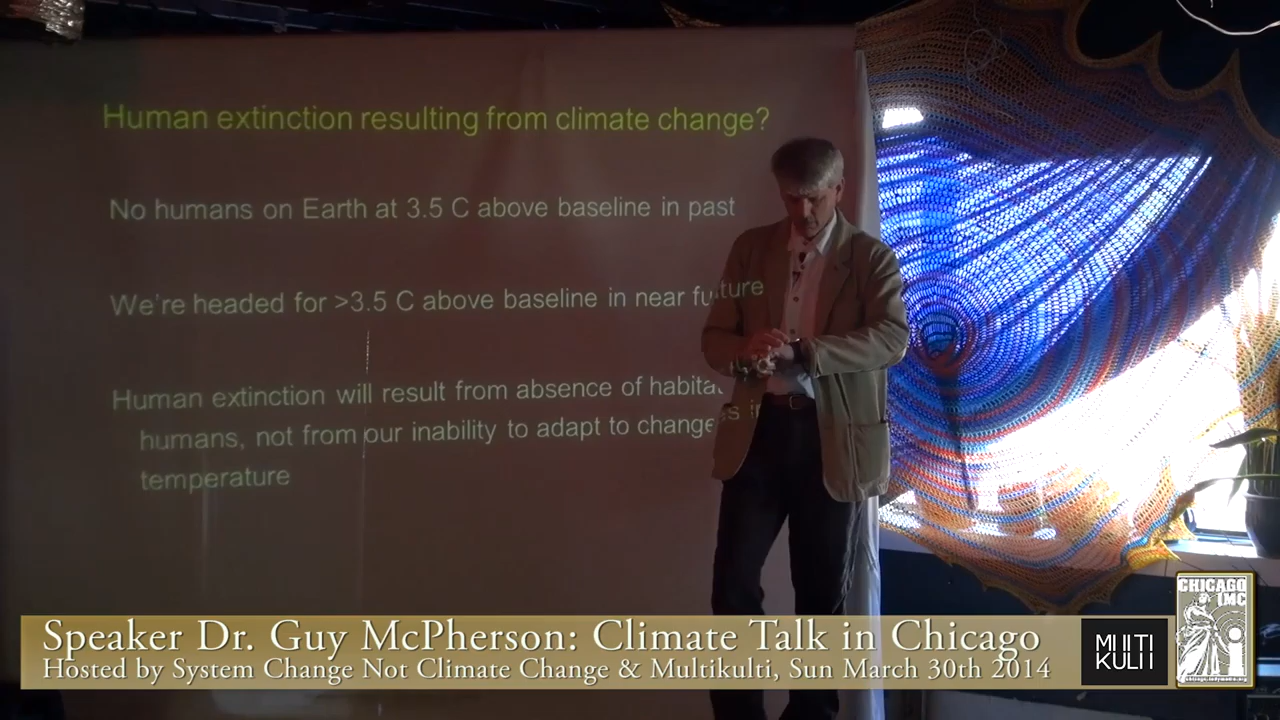 Human extinction resulting from climate change?
No humans on Earth at 3.5 C above baseline in past
We're headed for >3.5 C above baseline in near future
Human extinction will result from absence of
humans, not from our inability to adapt to
temperature
Speaker Dr. Guy McPherson: Climate Talk in Chicago
Hosted by System Change Not Climate Change & Multikulti, Sun March 30th 2014
MULTI
KULTI
CHICAGO
IMC